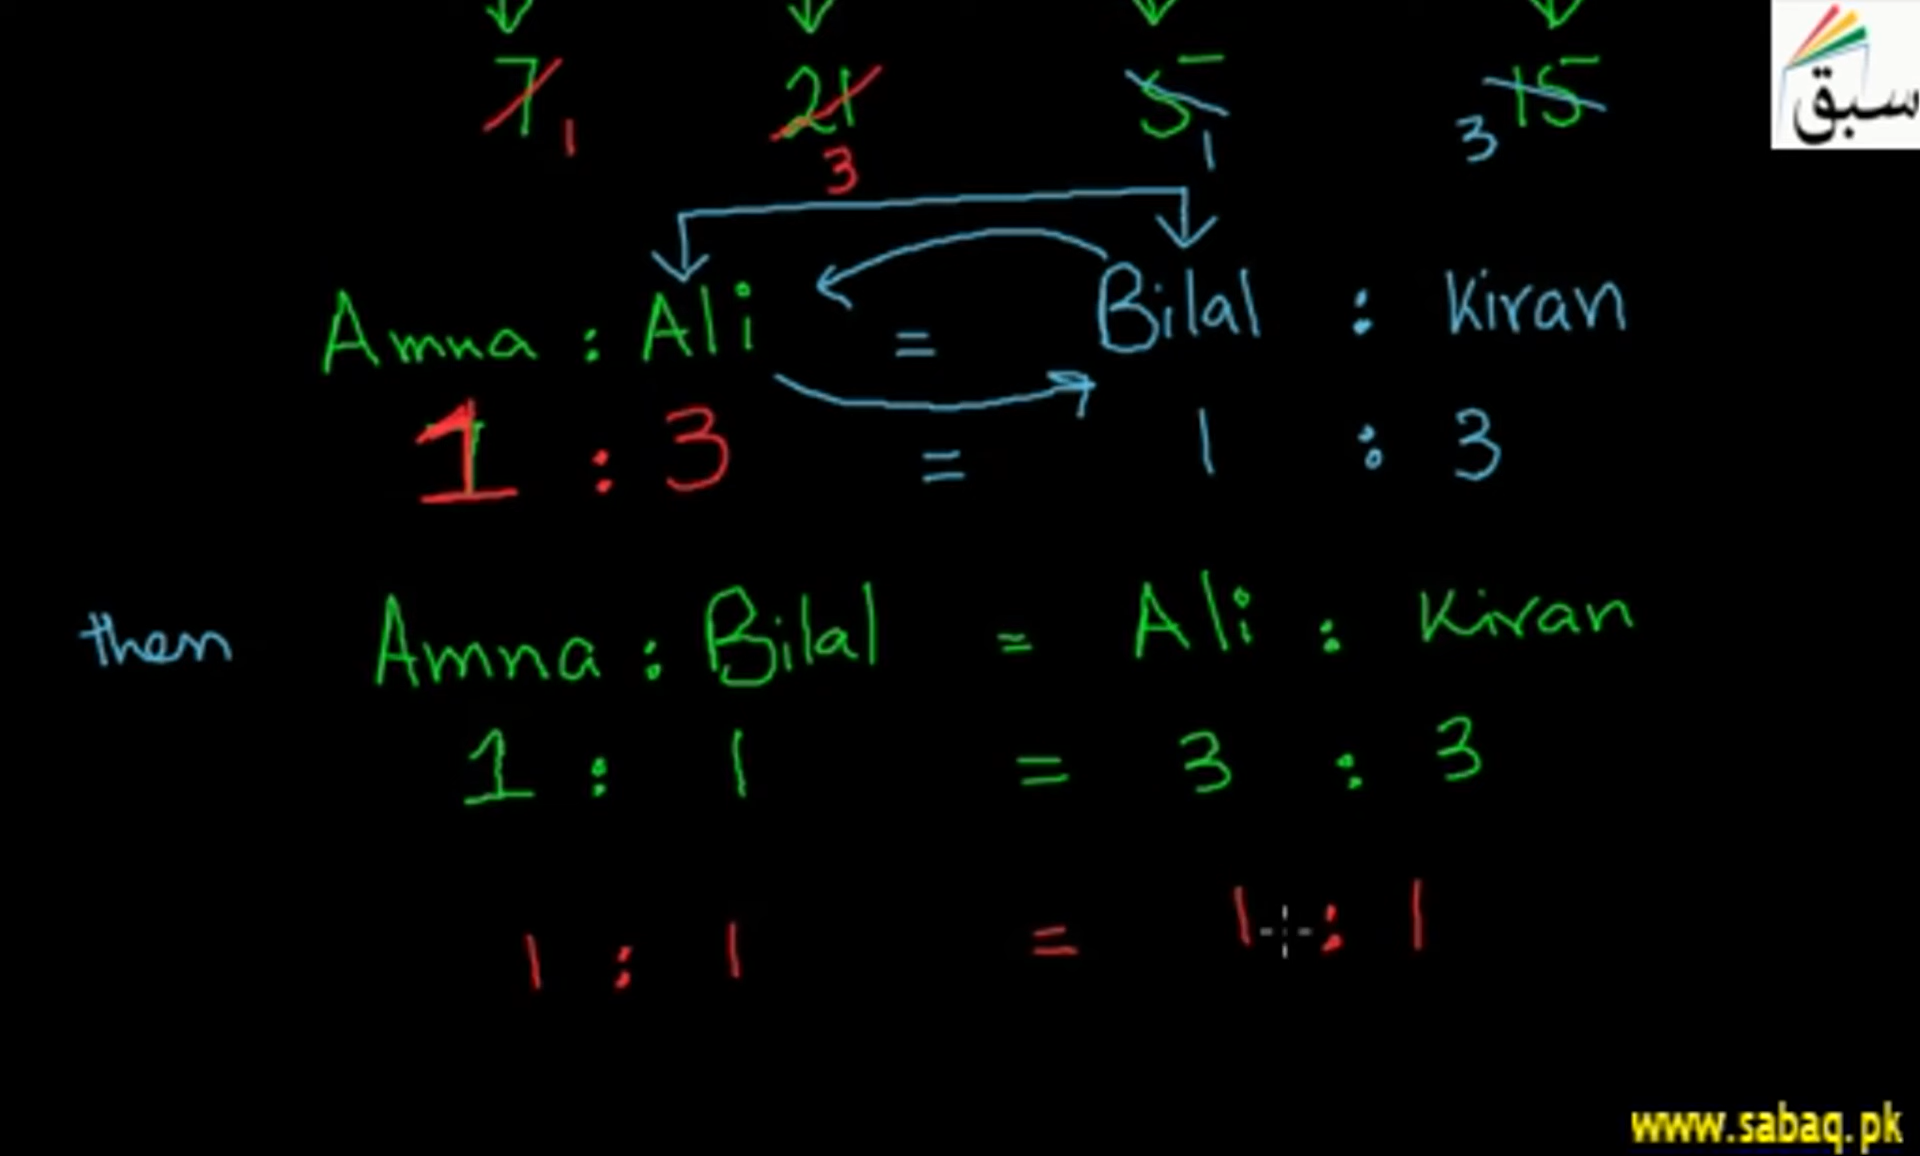 7 21 5 15
1 3 1 3
سبق
Amna : Ali = Bilal : Kiran
1 : 3 = 1 : 3
then Amna : Bilal = Ali : Kiran
1 : 1 = 3 : 3
1 : 1 = 1 : 1
www.sabaq.pk